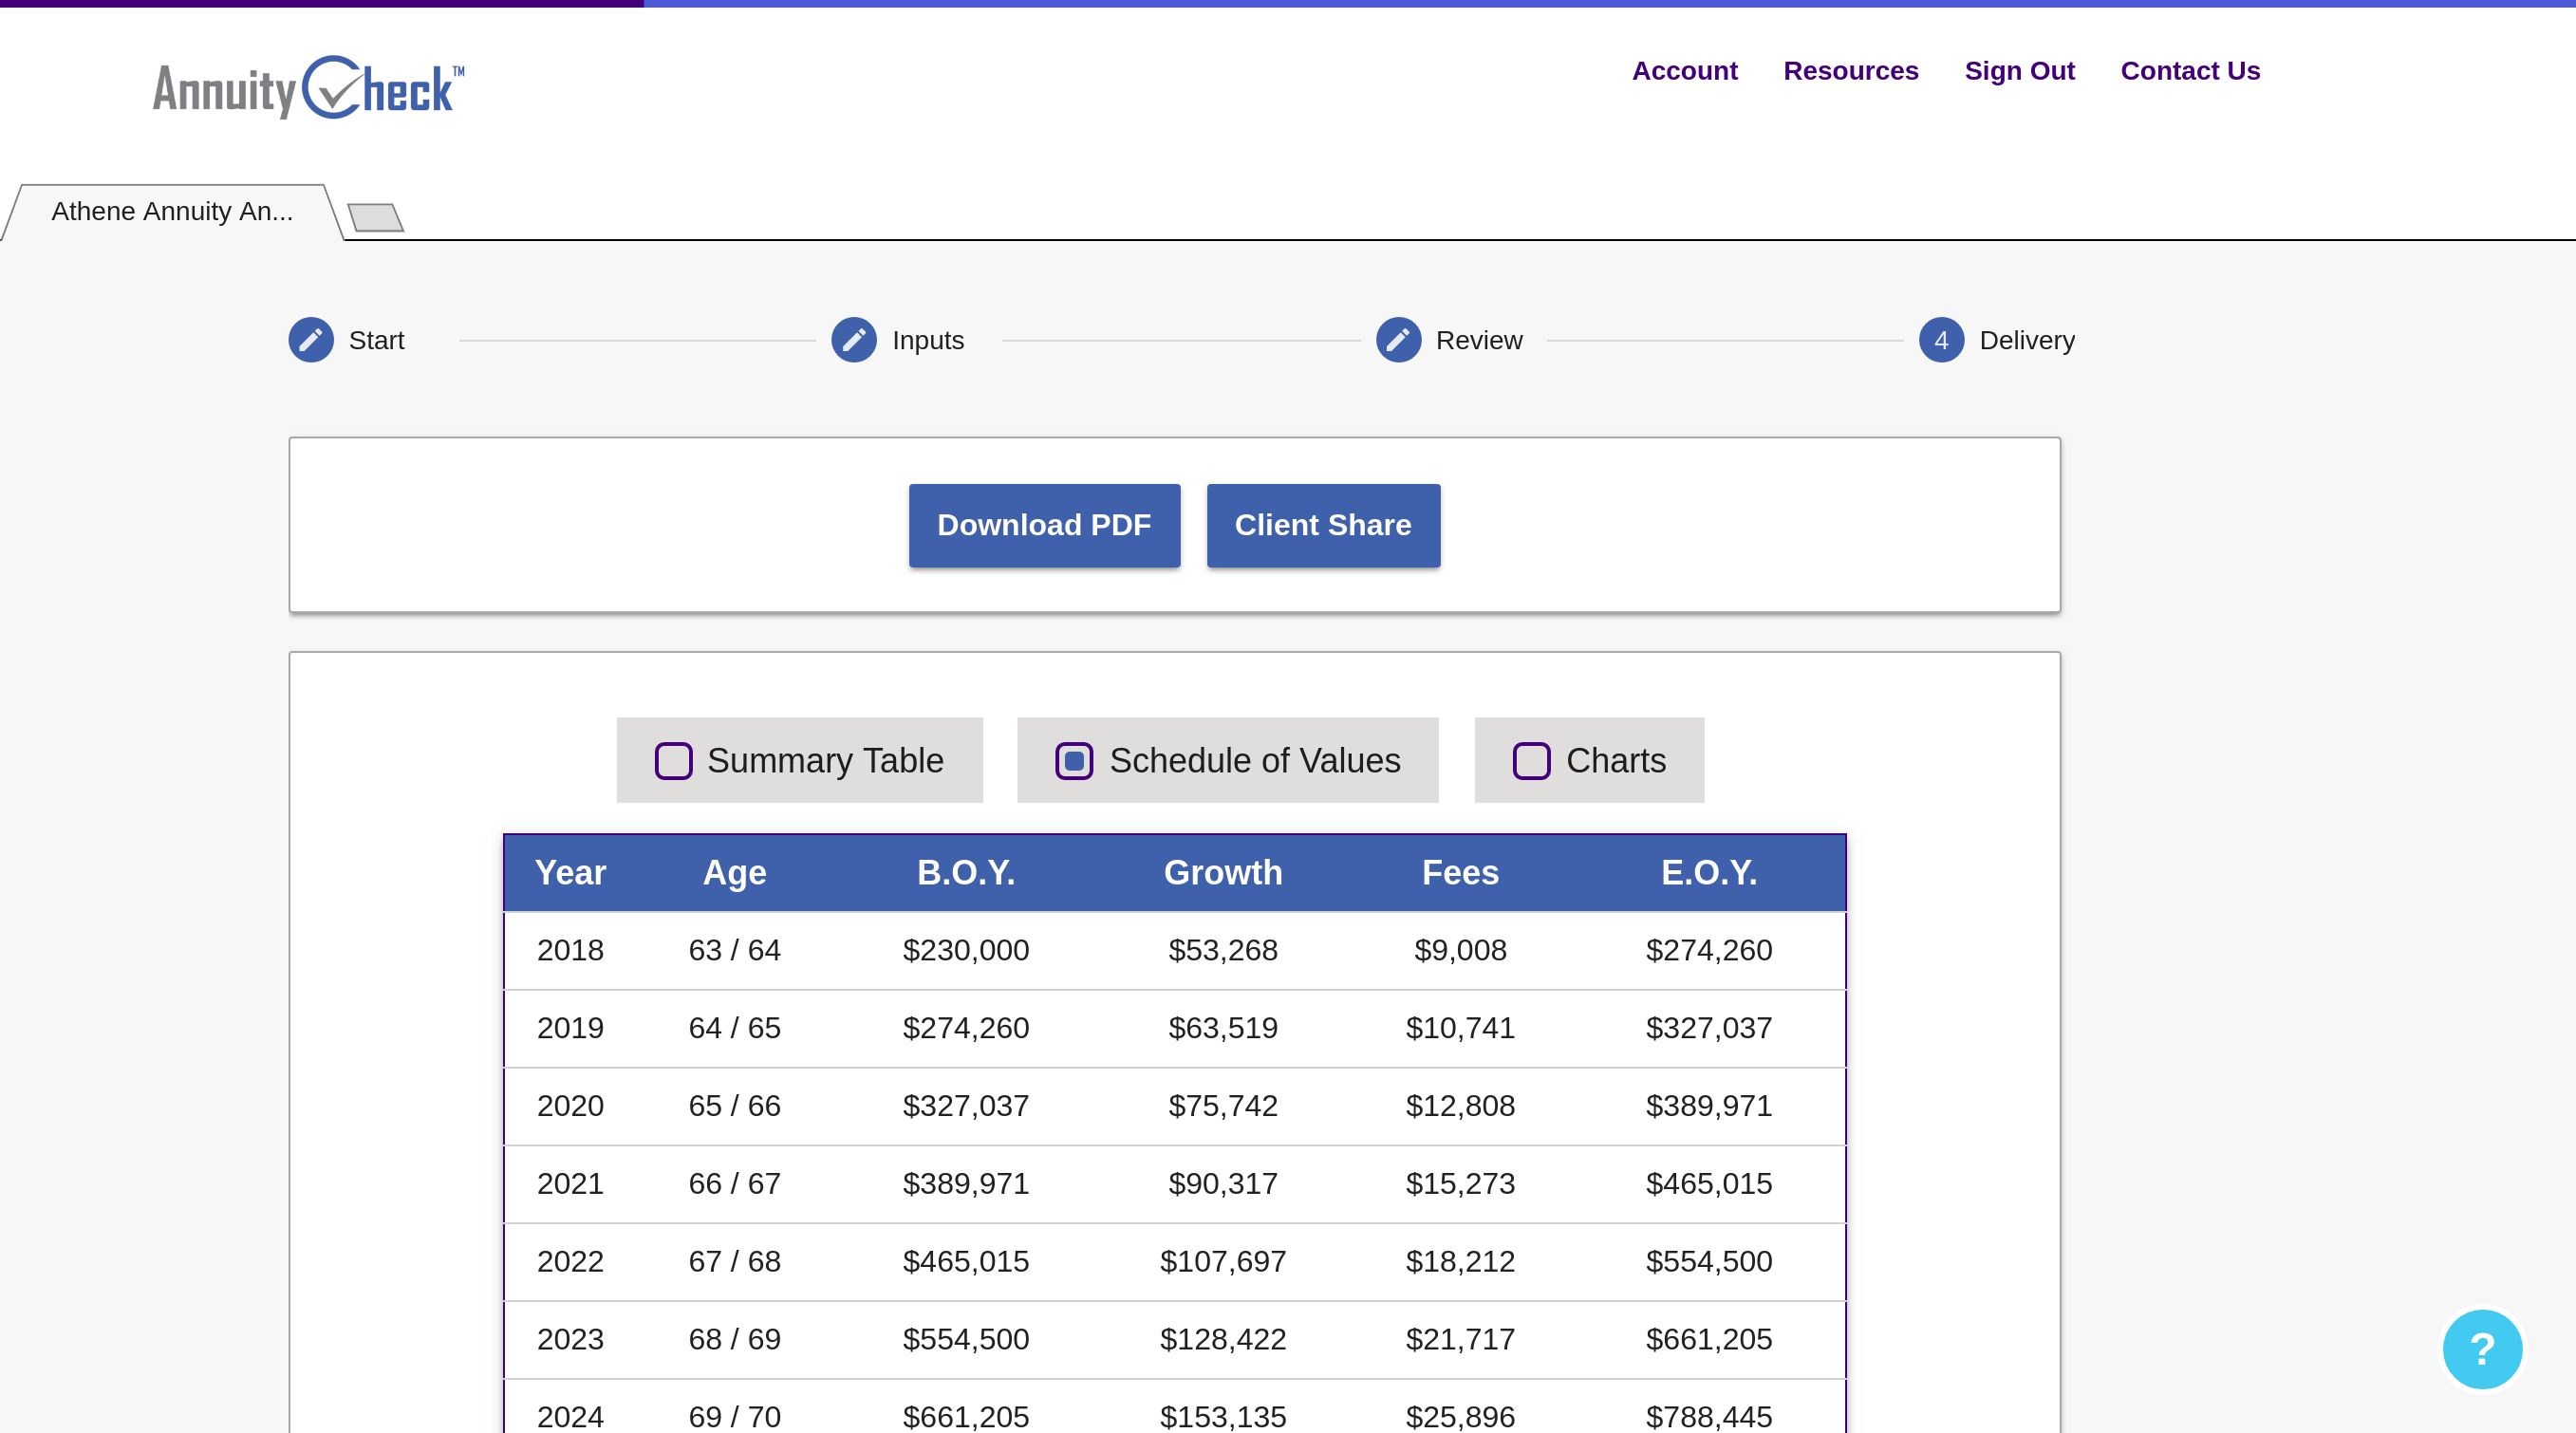 AnnuityCheck™
Account Resources Sign Out Contact Us
Athene Annuity An...
Start Inputs Review 4 Delivery
Download PDF Client Share
Summary Table Schedule of Values Charts
Year Age B.O.Y. Growth Fees E.O.Y.
2018 63 / 64 $230,000 $53,268 $9,008 $274,260
2019 64 / 65 $274,260 $63,519 $10,741 $327,037
2020 65 / 66 $327,037 $75,742 $12,808 $389,971
2021 66 / 67 $389,971 $90,317 $15,273 $465,015
2022 67 / 68 $465,015 $107,697 $18,212 $554,500
2023 68 / 69 $554,500 $128,422 $21,717 $661,205
2024 69 / 70 $661,205 $153,135 $25,896 $788,445
?